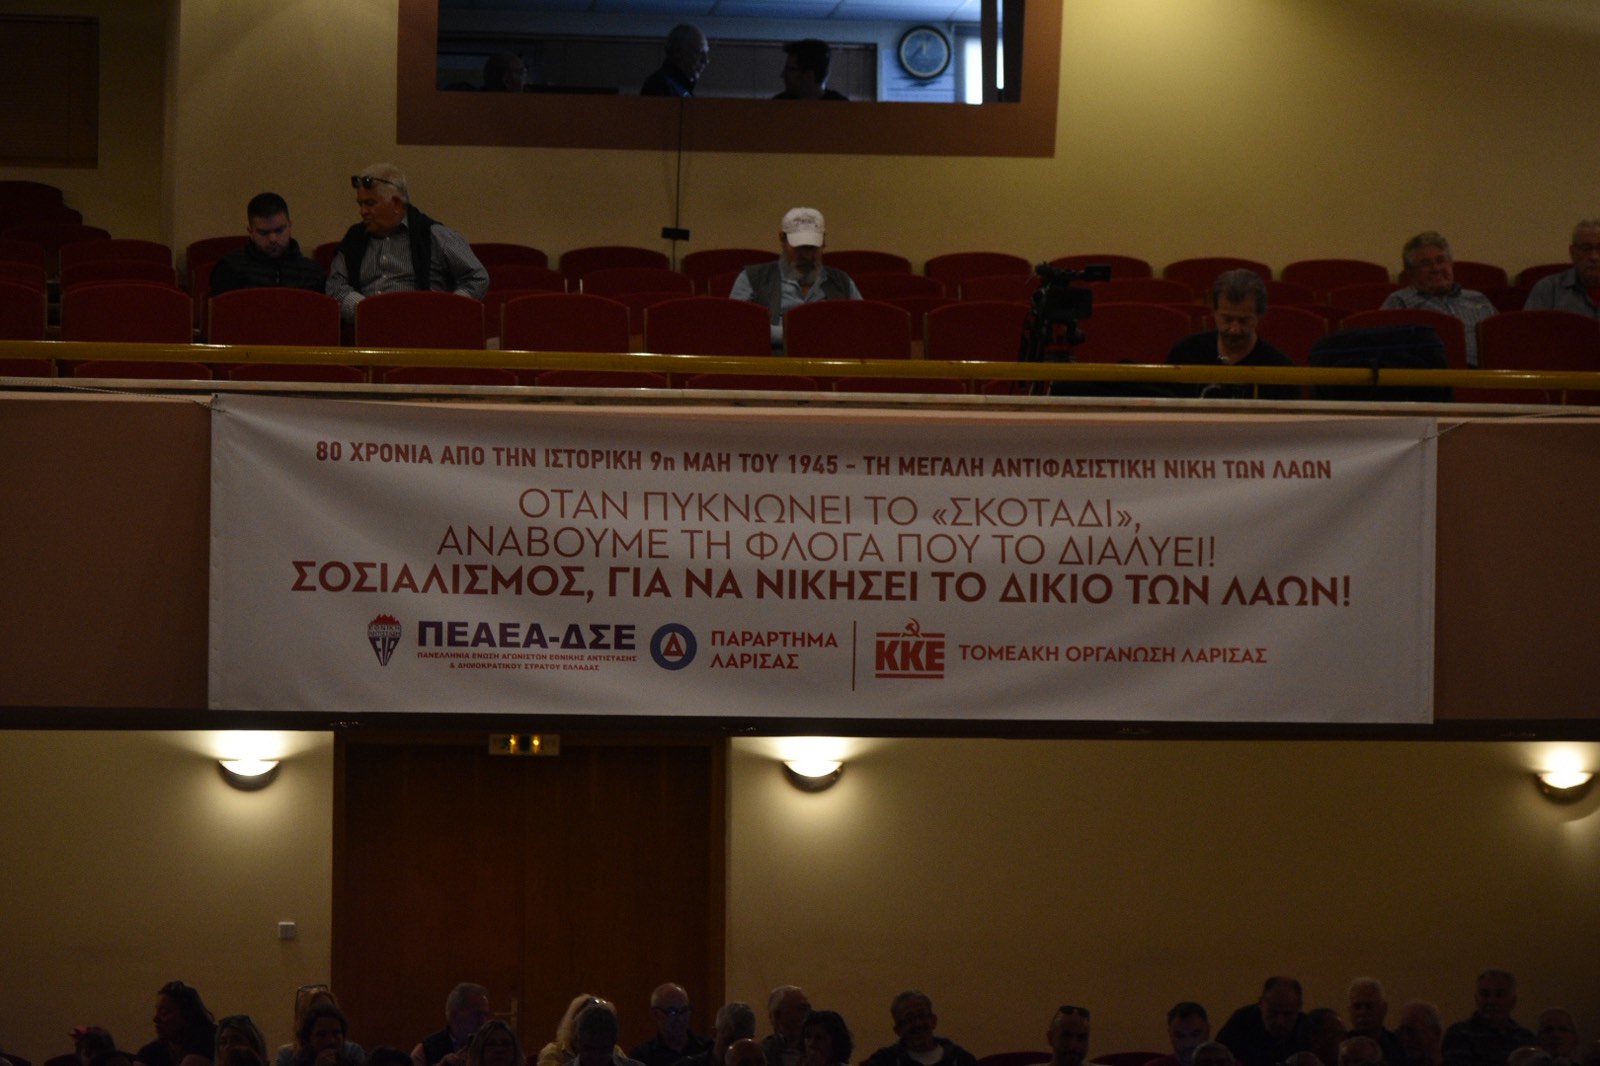 80 ΧΡΟΝΙΑ ΑΠΟ ΤΗΝ ΙΣΤΟΡΙΚΗ 9η ΜΑΗ ΤΟΥ 1945 - ΤΗ ΜΕΓΑΛΗ ΑΝΤΙΦΑΣΙΣΤΙΚΗ ΝΙΚΗ ΤΩΝ ΛΑΩΝ
ΟΤΑΝ ΠΥΚΝΩΝΕΙ ΤΟ «ΣΚΟΤΑΔΙ»,
ΑΝΑΒΟΥΜΕ ΤΗ ΦΛΟΓΑ ΠΟΥ ΤΟ ΔΙΑΛΥΕΙ!
ΣΟΣΙΑΛΙΣΜΟΣ, ΓΙΑ ΝΑ ΝΙΚΗΣΕΙ ΤΟ ΔΙΚΙΟ ΤΩΝ ΛΑΩΝ!
ΠΕΑΕΑ-ΔΣΕ
ΠΑΝΕΛΛΗΝΙΑ ΕΝΩΣΗ ΑΓΩΝΙΣΤΩΝ ΕΘΝΙΚΗΣ ΑΝΤΙΣΤΑΣΗΣ
& ΔΗΜΟΚΡΑΤΙΚΟΥ ΣΤΡΑΤΟΥ ΕΛΛΑΔΑΣ
Δ
ΠΑΡΑΡΤΗΜΑ
ΛΑΡΙΣΑΣ
ΚΚΕ
ΤΟΜΕΑΚΗ ΟΡΓΑΝΩΣΗ ΛΑΡΙΣΑΣ